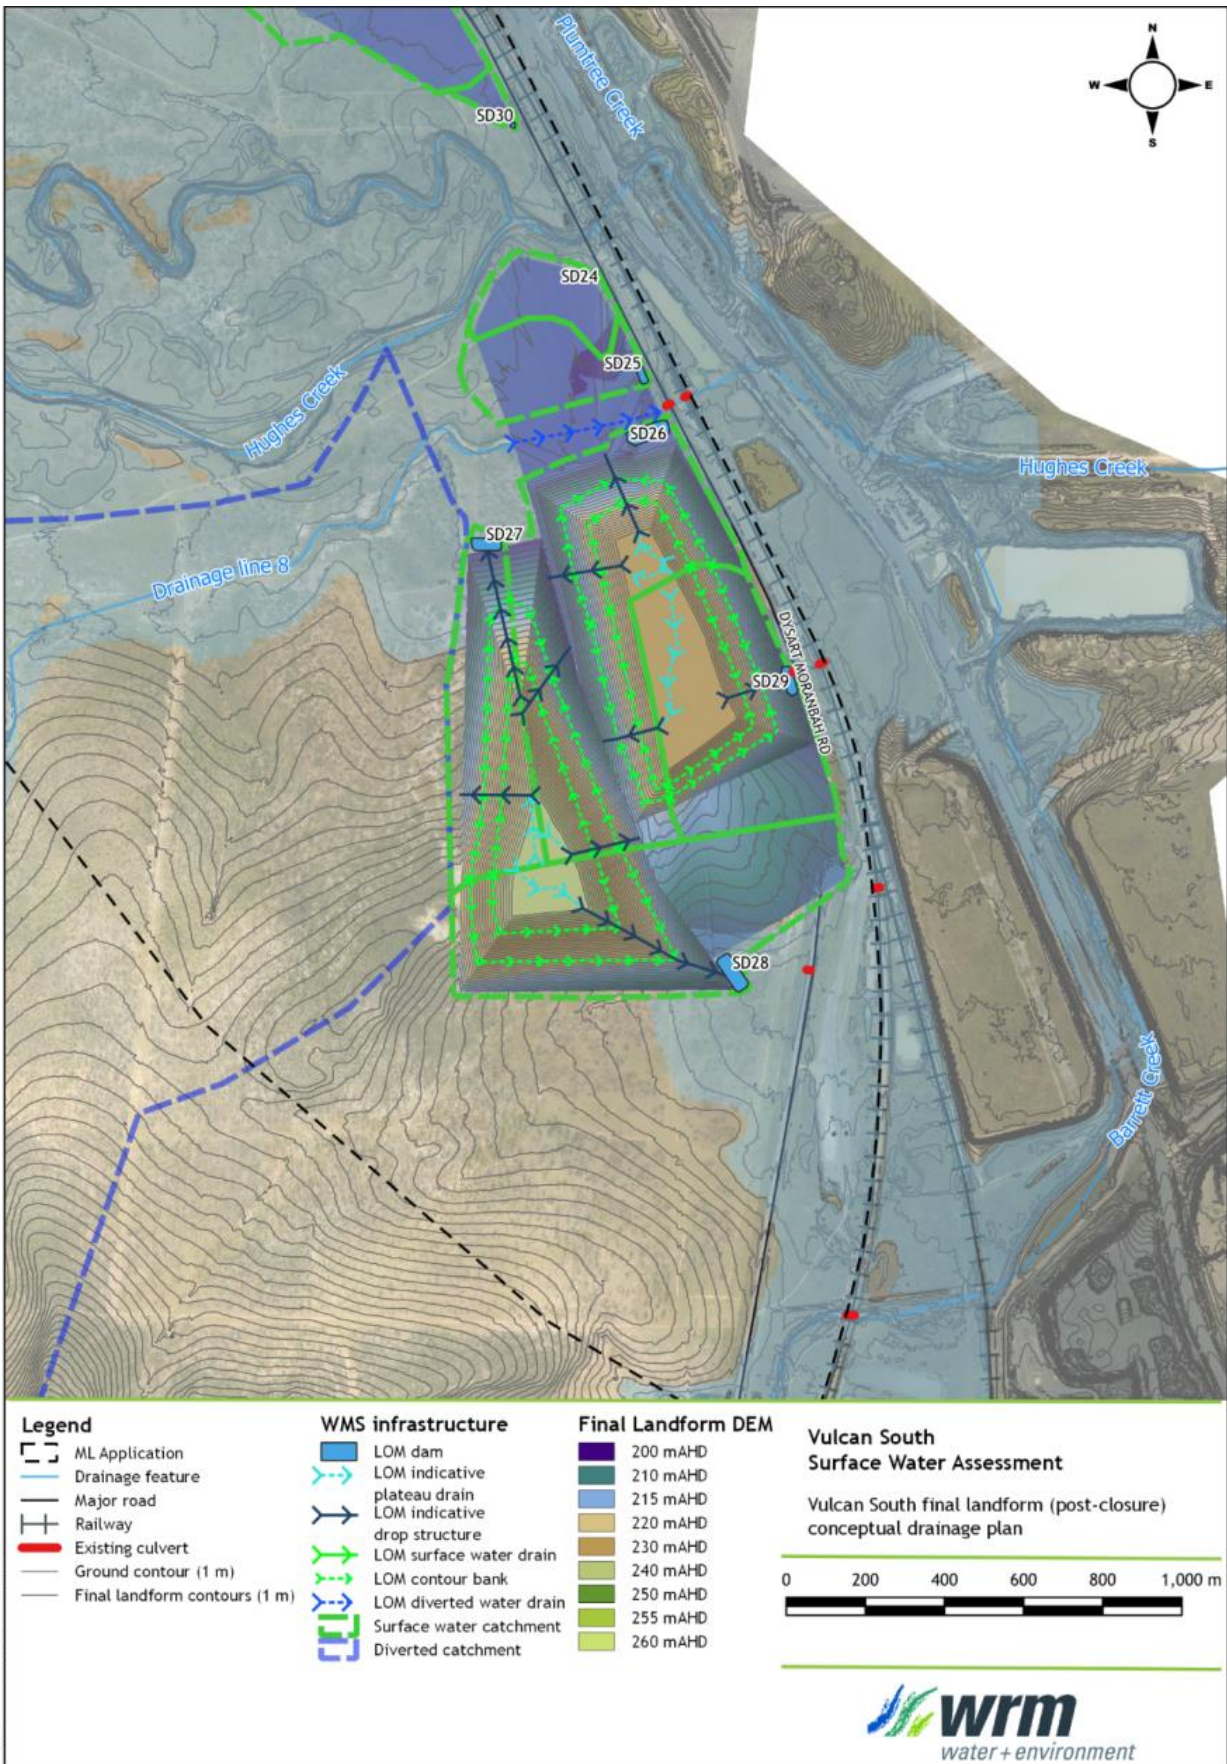 N
W
E
S
Plumtree Creek
SD30
SD24
SD25
Hughes Creek
SD26
Hughes Creek
SD27
Drainage line 8
DYSART MORANBAH RD
SD29
SD28
Barrett Creek
Legend
ML Application
Drainage feature
Major road
Railway
Existing culvert
Ground contour (1 m)
Final landform contours (1 m)
WMS infrastructure
LOM dam
LOM indicative
plateau drain
LOM indicative
drop structure
LOM surface water drain
LOM contour bank
LOM diverted water drain
Surface water catchment
Diverted catchment
Final Landform DEM
200 mAHD
210 mAHD
215 mAHD
220 mAHD
230 mAHD
240 mAHD
250 mAHD
255 mAHD
260 mAHD
Vulcan South
Surface Water Assessment
Vulcan South final landform (post-closure)
conceptual drainage plan
0 200 400 600 800 1,000 m
wrm
water + environment